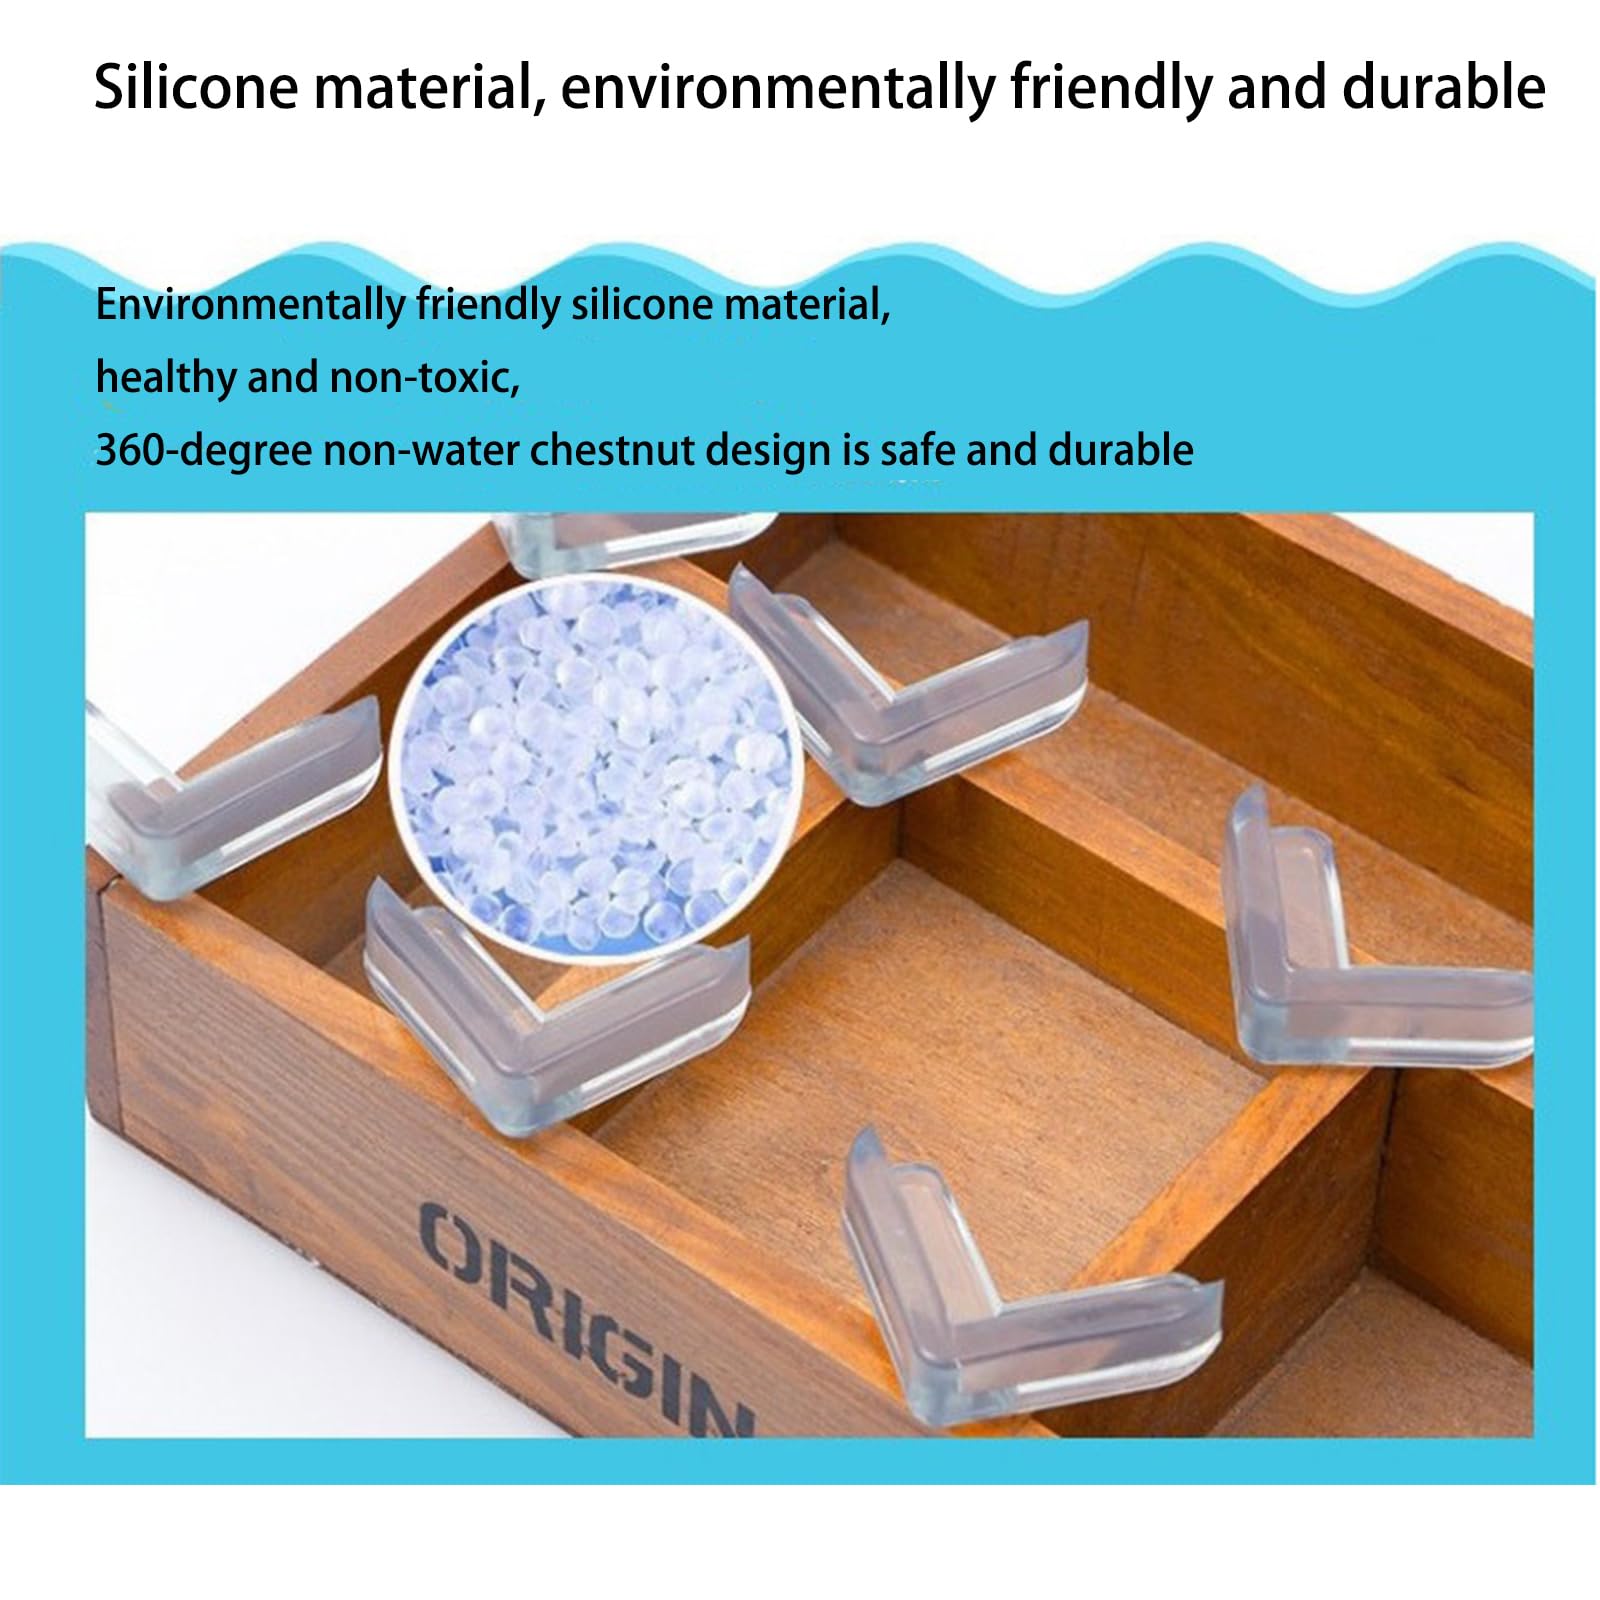 Silicone material, environmentally friendly and durable
Environmentally friendly silicone material,
healthy and non-toxic,
360-degree non-water chestnut design is safe and durable
ORIGIN